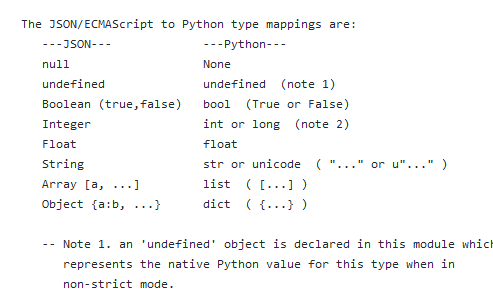 The JSON/ECMAScript to Python type mappings are:
---JSON--- ---Python---
null None
undefined undefined (note 1)
Boolean (true,false) bool (True or False)
Integer int or long (note 2)
Float float
String str or unicode ( "..." or u"..." )
Array [a, ...] list ( [...] )
Object {a:b, ...} dict ( {...} )
-- Note 1. an 'undefined' object is declared in this module which
represents the native Python value for this type when in
non-strict mode.